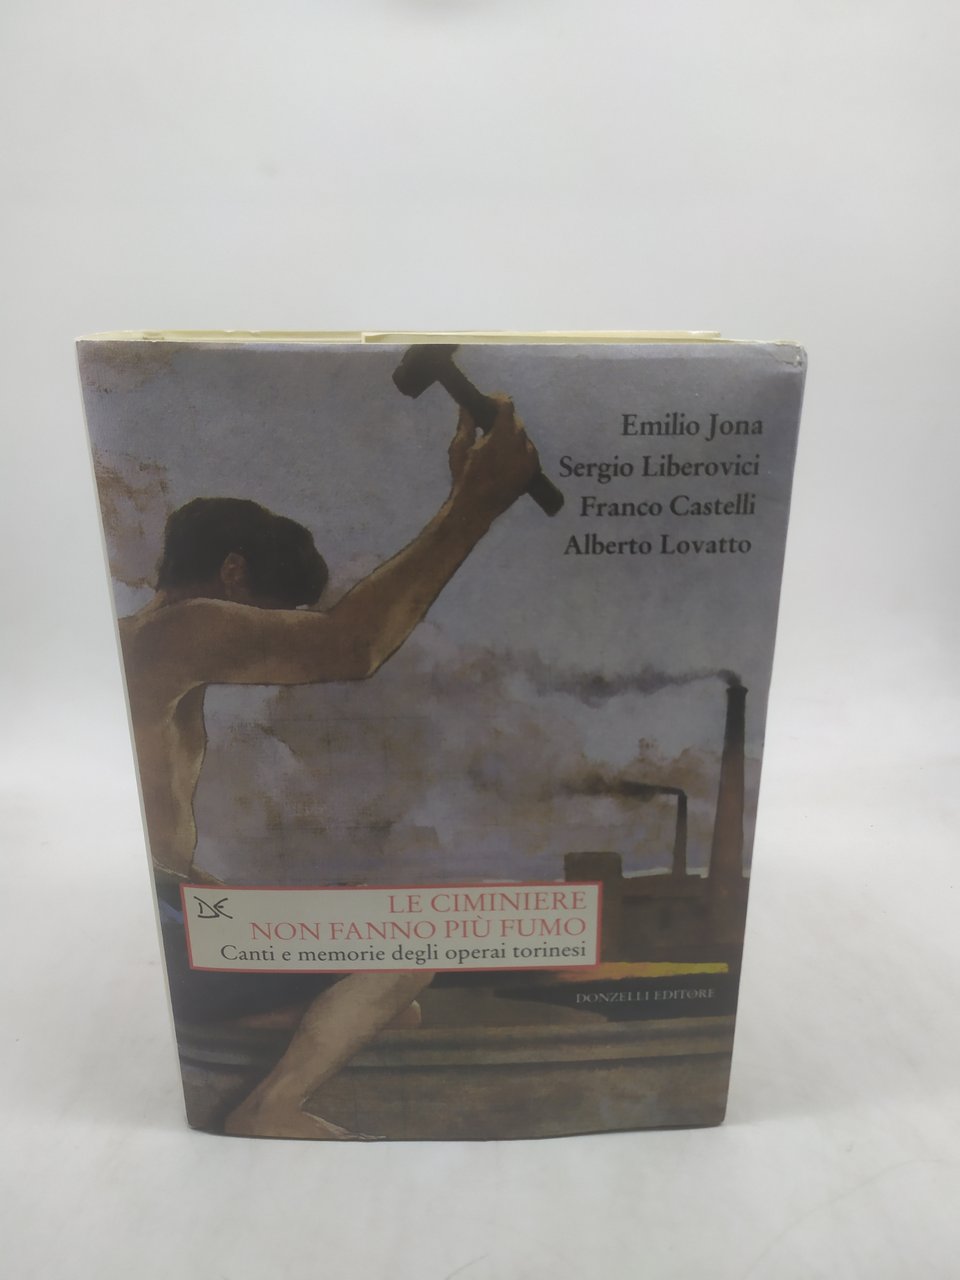 Emilio Jona
Sergio Liberovici
Franco Castelli
Alberto Lovatto
DE
LE CIMINIERE
NON FANNO PIÙ FUMO
Canti e memorie degli operai torinesi
DONZELLI EDITORE